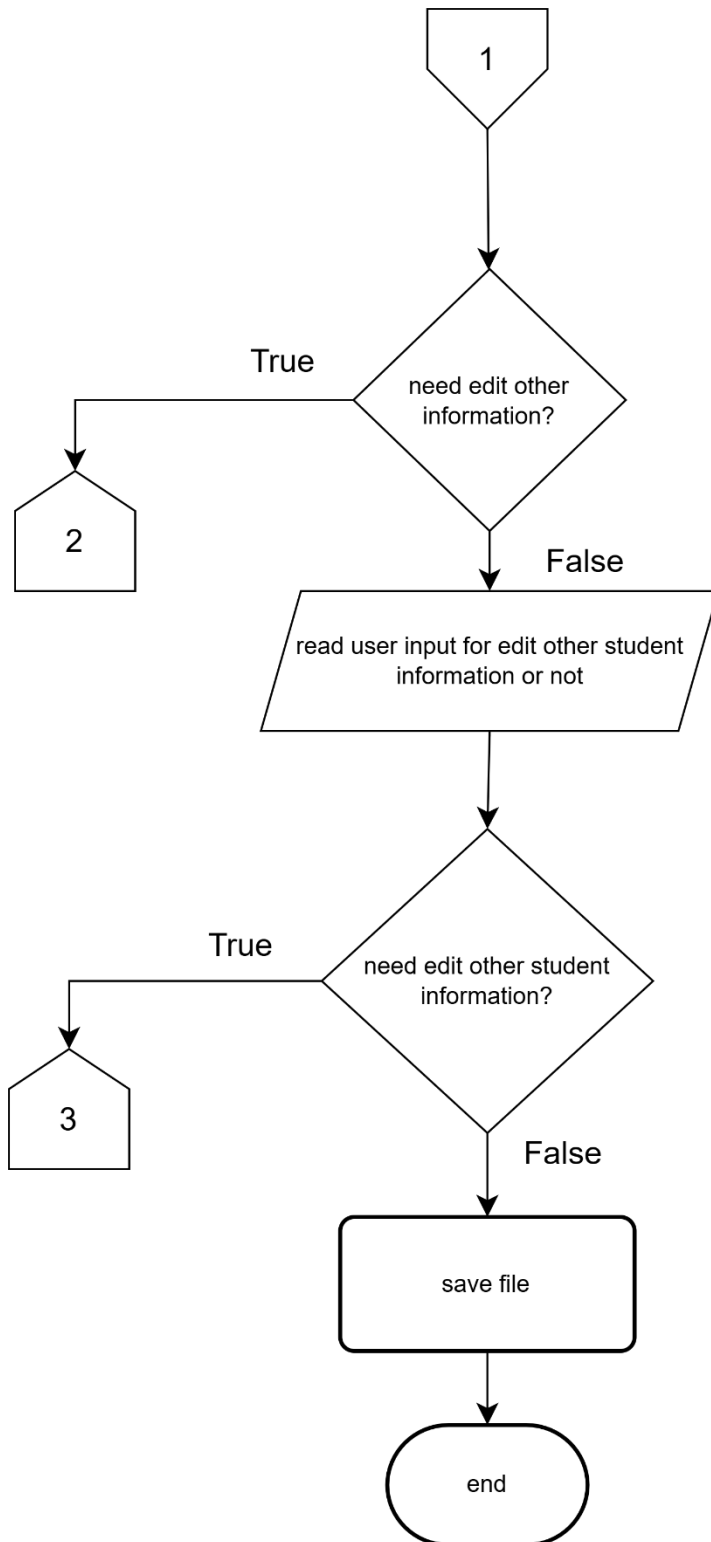 1
True
need edit other
information?
2
False
read user input for edit other student
information or not
True
need edit other student
information?
3
False
save file
end